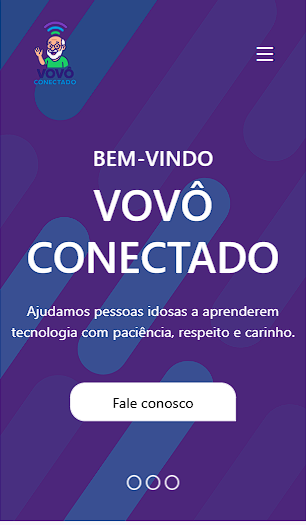 VOVÔ
CONECTADO
BEM-VINDO
VOVÔ
CONECTADO
Ajudamos pessoas idosas a aprenderem
tecnologia com paciência, respeito e carinho.
Fale conosco